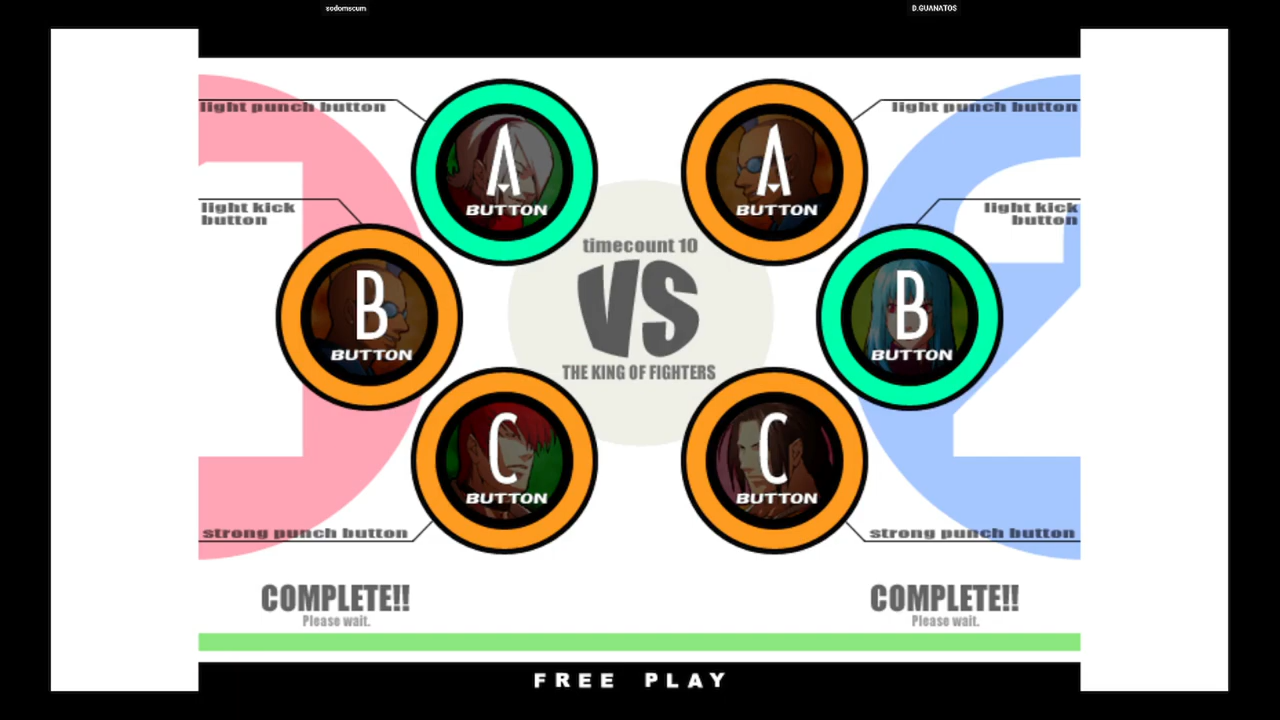 sodomscum
D.GUANATOS
light punch button
light punch button
A
BUTTON
A
BUTTON
light kick
button
light kick
button
timecount 10
VS
THE KING OF FIGHTERS
B
BUTTON
B
BUTTON
C
BUTTON
C
BUTTON
strong punch button
strong punch button
COMPLETE!!
Please wait.
COMPLETE!!
Please wait.
FREE PLAY